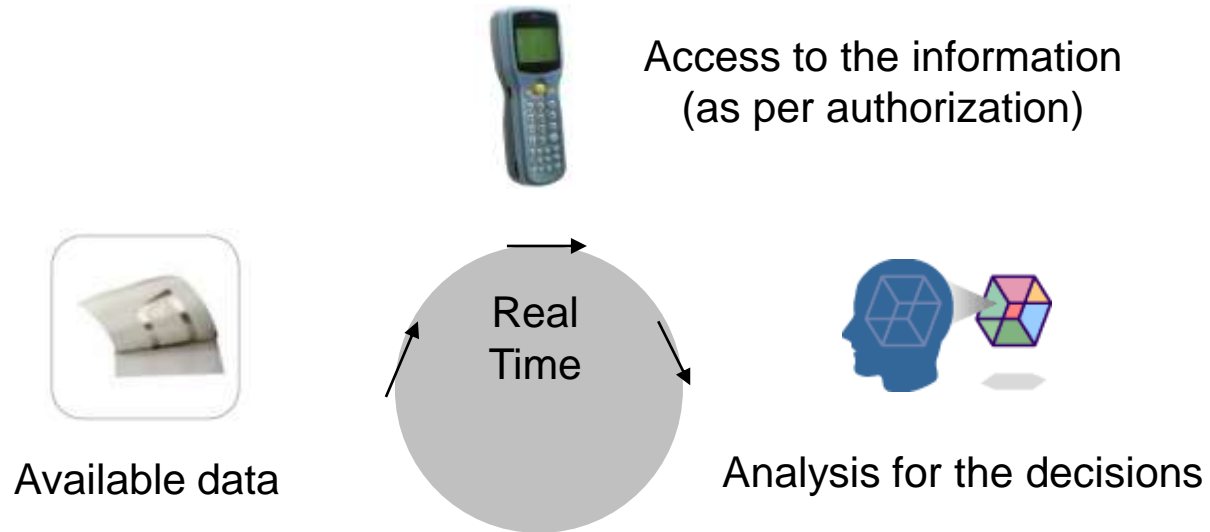 Access to the information
(as per authorization)
Real
Time
Available data
Analysis for the decisions